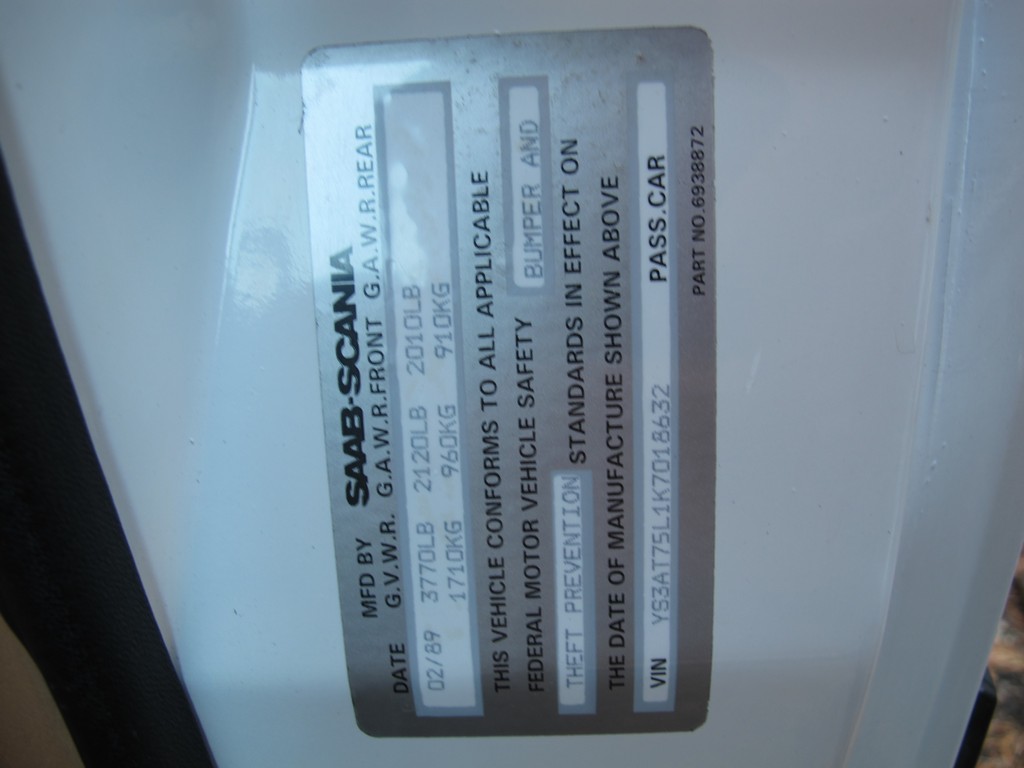 MFD BY SAAB-SCANIA
DATE G.V.W.R. G.A.W.R.FRONT G.A.W.R.REAR
02/89 3770LB 2120LB 2010LB
1710KG 960KG 910KG
THIS VEHICLE CONFORMS TO ALL APPLICABLE
FEDERAL MOTOR VEHICLE SAFETY BUMPER AND
THEFT PREVENTION STANDARDS IN EFFECT ON
THE DATE OF MANUFACTURE SHOWN ABOVE
VIN YS3AT75L1K7018632 PASS.CAR
PART NO.6938872